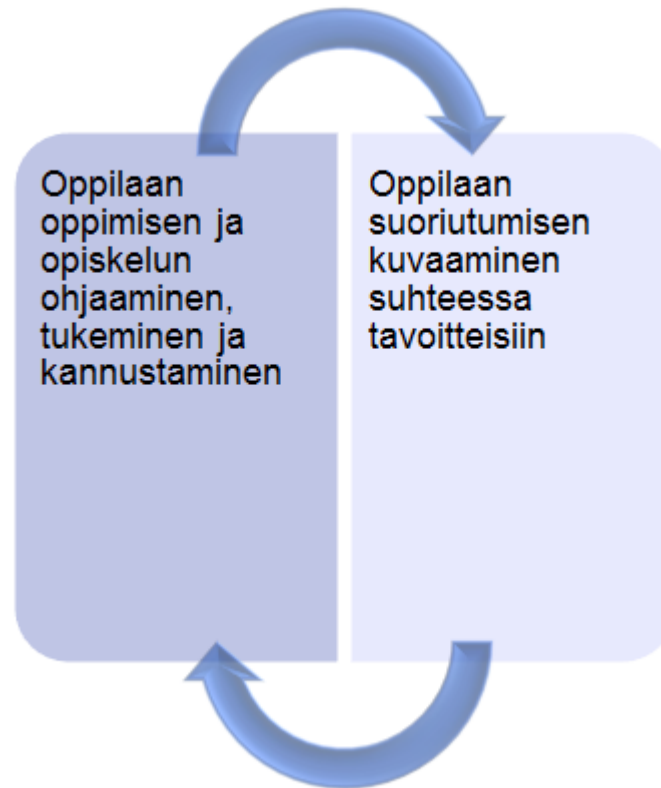 Oppilaan
oppimisen ja
opiskelun
ohjaaminen,
tukeminen ja
kannustaminen
Oppilaan
suoriutumisen
kuvaaminen
suhteessa
tavoitteisiin